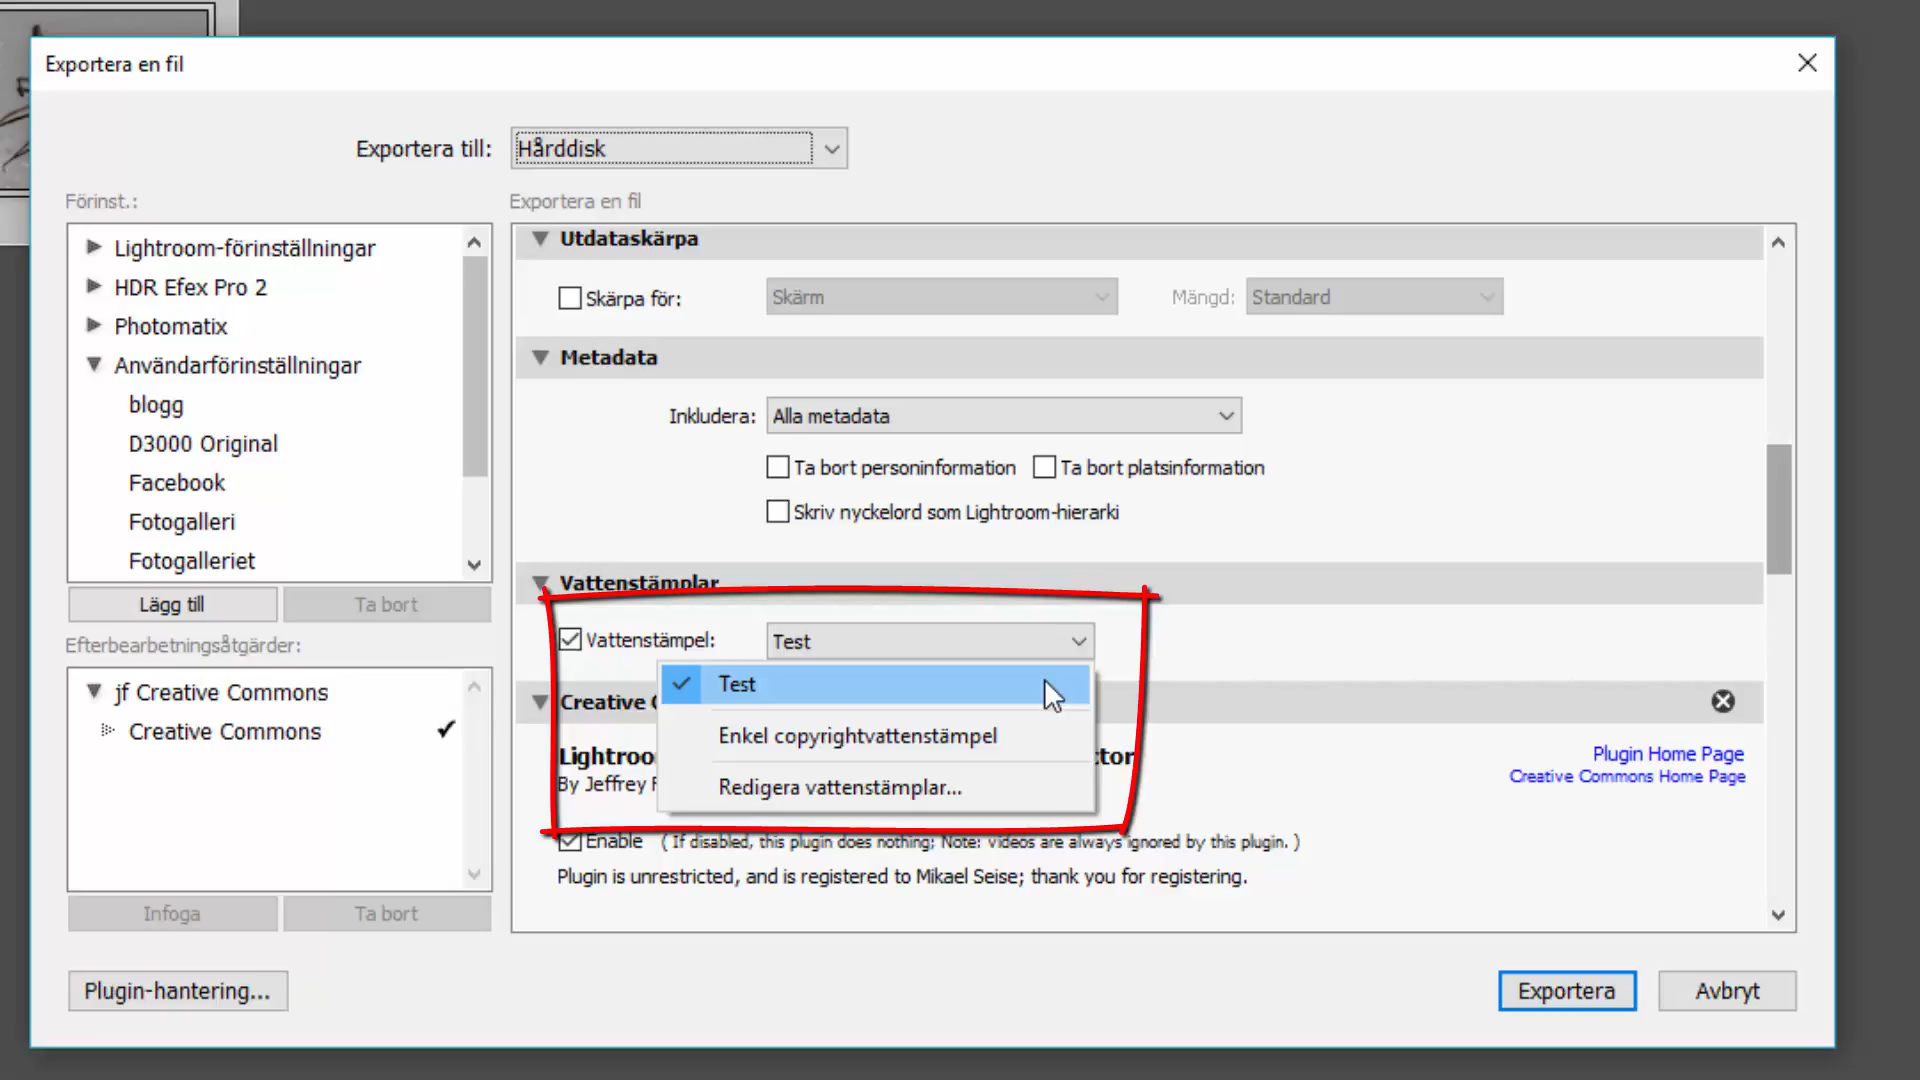 Exportera en fil
Exportera till: Hårddisk
Förinst.:
Lightroom-förinställningar
HDR Efex Pro 2
Photomatix
Användarförinställningar
blogg
D3000 Original
Facebook
Fotogalleri
Fotogalleriet
Lägg till
Ta bort
Efterbearbetningsåtgärder:
jf Creative Commons
Creative Commons
Infoga
Ta bort
Plugin-hantering...
Exportera en fil
Utdataskärpa
Skärpa för: Skärm Mängd: Standard
Metadata
Inkludera: Alla metadata
Ta bort personinformation Ta bort platsinformation
Skriv nyckelord som Lightroom-hierarki
Vattenstämplar
Vattenstämpel: Test
Test
Enkel copyrightvattenstämpel
Redigera vattenstämplar...
Creative
By Jeffrey
Plugin Home Page
Creative Commons Home Page
Enable ( If disabled, this plugin does nothing; Note: videos are always ignored by this plugin. )
Plugin is unrestricted, and is registered to Mikael Seise; thank you for registering.
Exportera
Avbryt